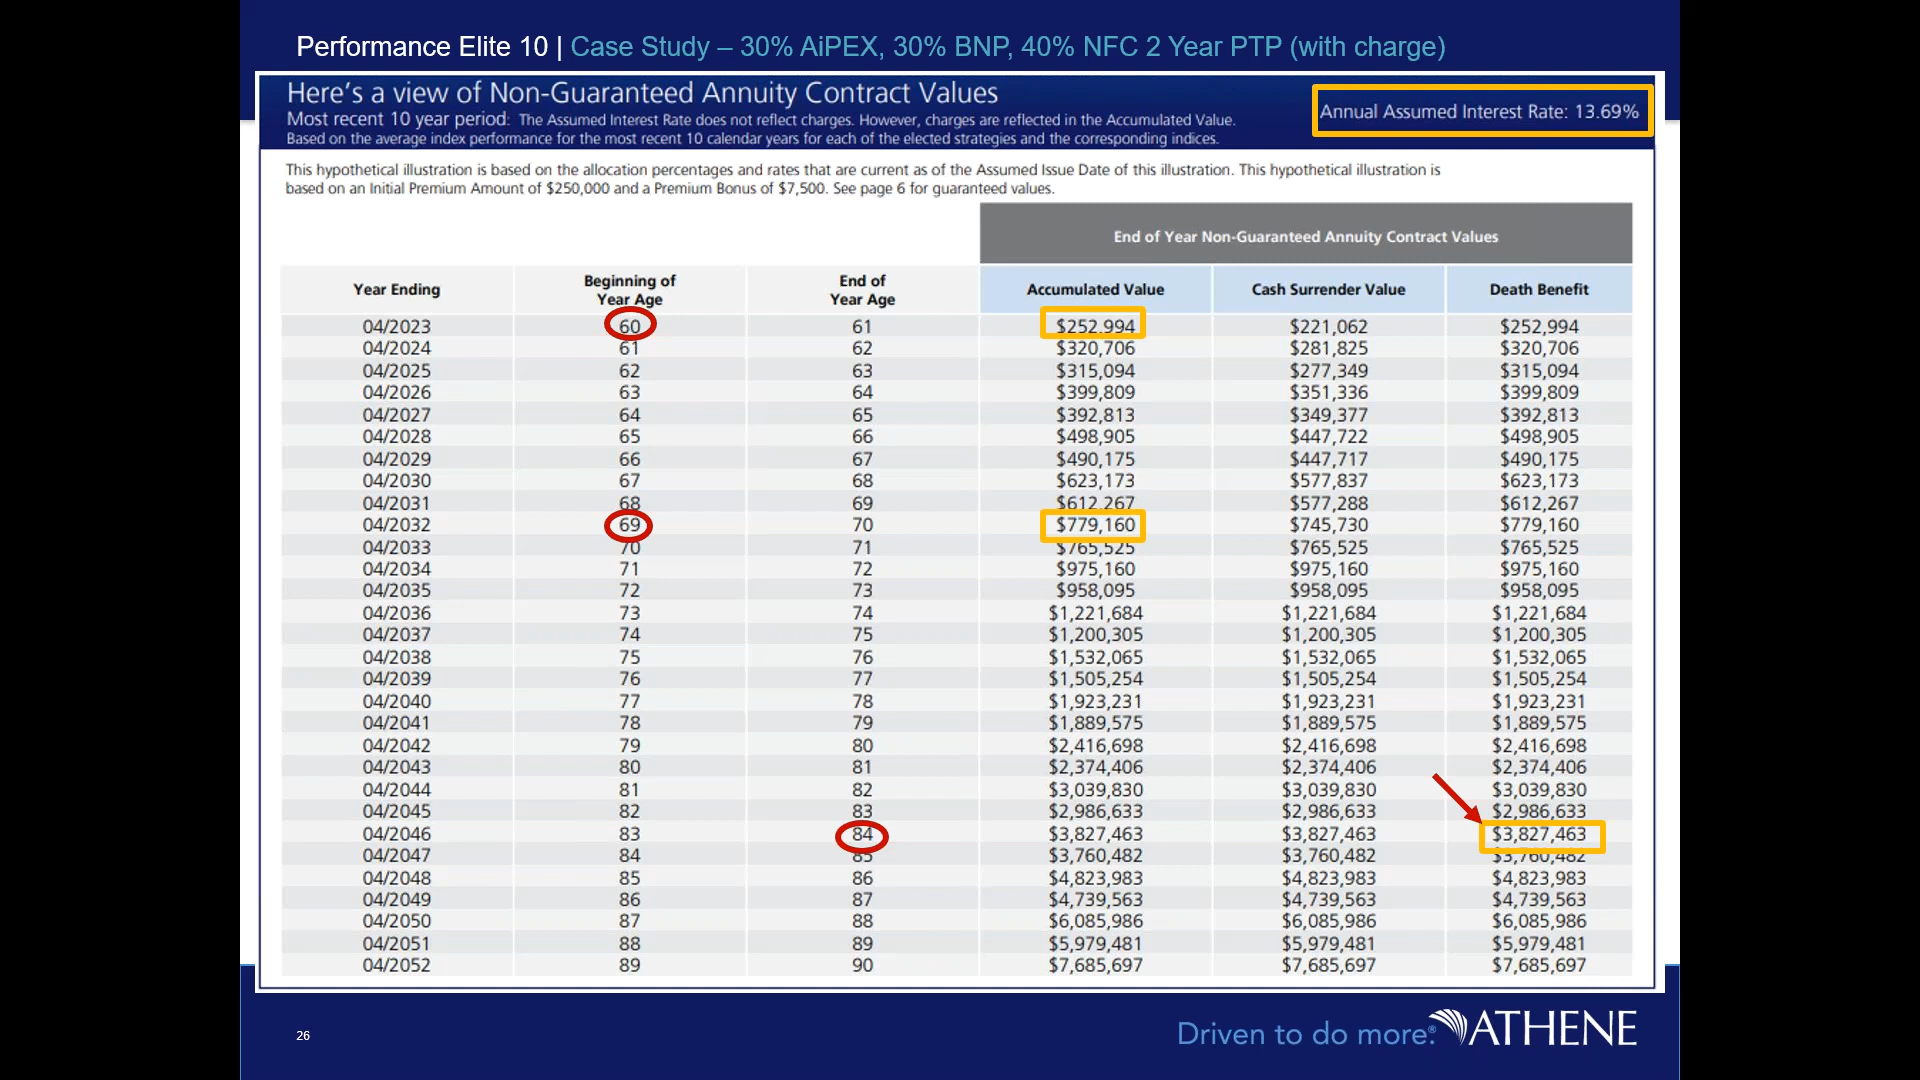 Performance Elite 10 | Case Study – 30% AiPEX, 30% BNP, 40% NFC 2 Year PTP (with charge)
Here's a view of Non-Guaranteed Annuity Contract Values
Most recent 10 year period: The Assumed Interest Rate does not reflect charges. However, charges are reflected in the Accumulated Value.
Based on the average index performance for the most recent 10 calendar years for each of the elected strategies and the corresponding indices.
Annual Assumed Interest Rate: 13.69%
This hypothetical illustration is based on the allocation percentages and rates that are current as of the Assumed Issue Date of this illustration. This hypothetical illustration is
based on an Initial Premium Amount of $250,000 and a Premium Bonus of $7,500. See page 6 for guaranteed values.
End of Year Non-Guaranteed Annuity Contract Values
Year Ending Beginning of Year Age End of Year Age Accumulated Value Cash Surrender Value Death Benefit
04/2023 60 61 $252,994 $221,062 $252,994
04/2024 61 62 $320,706 $281,825 $320,706
04/2025 62 63 $315,094 $277,349 $315,094
04/2026 63 64 $399,809 $351,336 $399,809
04/2027 64 65 $392,813 $349,377 $392,813
04/2028 65 66 $498,905 $447,722 $498,905
04/2029 66 67 $490,175 $447,717 $490,175
04/2030 67 68 $623,173 $577,837 $623,173
04/2031 68 69 $612,267 $577,288 $612,267
04/2032 69 70 $779,160 $745,730 $779,160
04/2033 70 71 $765,525 $765,525 $765,525
04/2034 71 72 $975,160 $975,160 $975,160
04/2035 72 73 $958,095 $958,095 $958,095
04/2036 73 74 $1,221,684 $1,221,684 $1,221,684
04/2037 74 75 $1,200,305 $1,200,305 $1,200,305
04/2038 75 76 $1,532,065 $1,532,065 $1,532,065
04/2039 76 77 $1,505,254 $1,505,254 $1,505,254
04/2040 77 78 $1,923,231 $1,923,231 $1,923,231
04/2041 78 79 $1,889,575 $1,889,575 $1,889,575
04/2042 79 80 $2,416,698 $2,416,698 $2,416,698
04/2043 80 81 $2,374,406 $2,374,406 $2,374,406
04/2044 81 82 $3,039,830 $3,039,830 $3,039,830
04/2045 82 83 $2,986,633 $2,986,633 $2,986,633
04/2046 83 84 $3,827,463 $3,827,463 $3,827,463
04/2047 84 85 $3,760,482 $3,760,482 $3,760,482
04/2048 85 86 $4,823,983 $4,823,983 $4,823,983
04/2049 86 87 $4,739,563 $4,739,563 $4,739,563
04/2050 87 88 $6,085,986 $6,085,986 $6,085,986
04/2051 88 89 $5,979,481 $5,979,481 $5,979,481
04/2052 89 90 $7,685,697 $7,685,697 $7,685,697
26
Driven to do more.® ATHENE